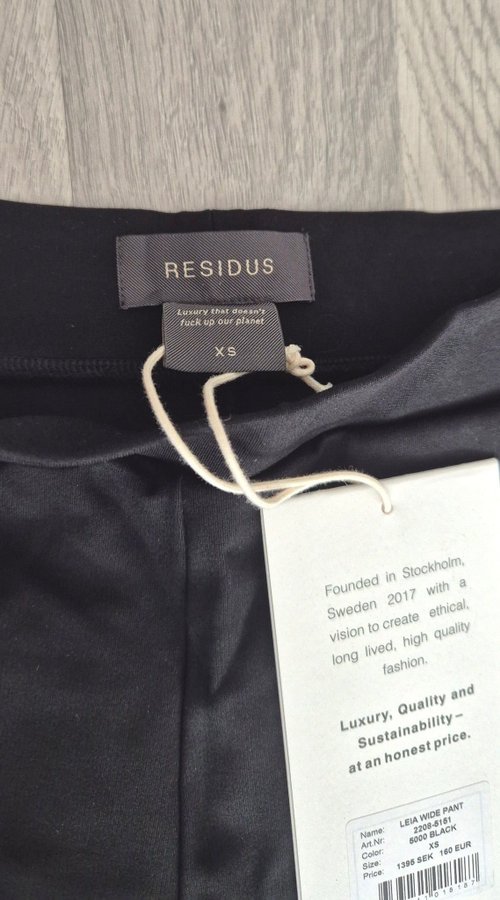 RESIDUS
Luxury that doesn't
fuck up our planet
XS
Founded in Stockholm,
Sweden 2017 with a
vision to create ethical,
long lived, high quality
fashion.
Luxury, Quality and
Sustainability –
at an honest price.
Name: LEIA WIDE PANT
Art.Nr: 2208-5151
Color: 5000 BLACK
Size: XS
Price: 1395 SEK 160 EUR